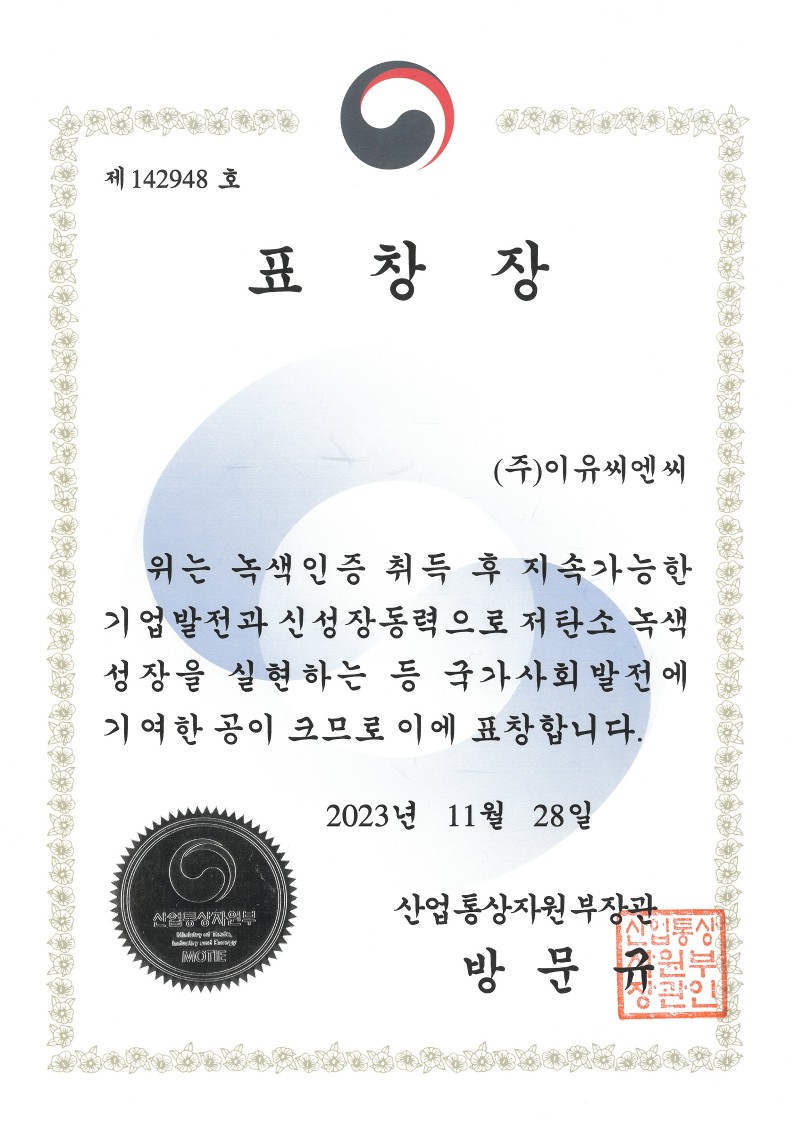 제 142948 호
표 창 장
(주)이유씨엔씨
위는 녹색인증 취득 후 지속가능한
기업발전과 신성장동력으로 저탄소 녹색
성장을 실현하는 등 국가사회발전에
기여한 공이 크므로 이에 표창합니다.
2023년 11월 28일
산업통상자원부
Ministry of Trade,
Industry and Energy
MOTIE
산업통상자원부장관
방 문 규
산업통상
자원부
장관인